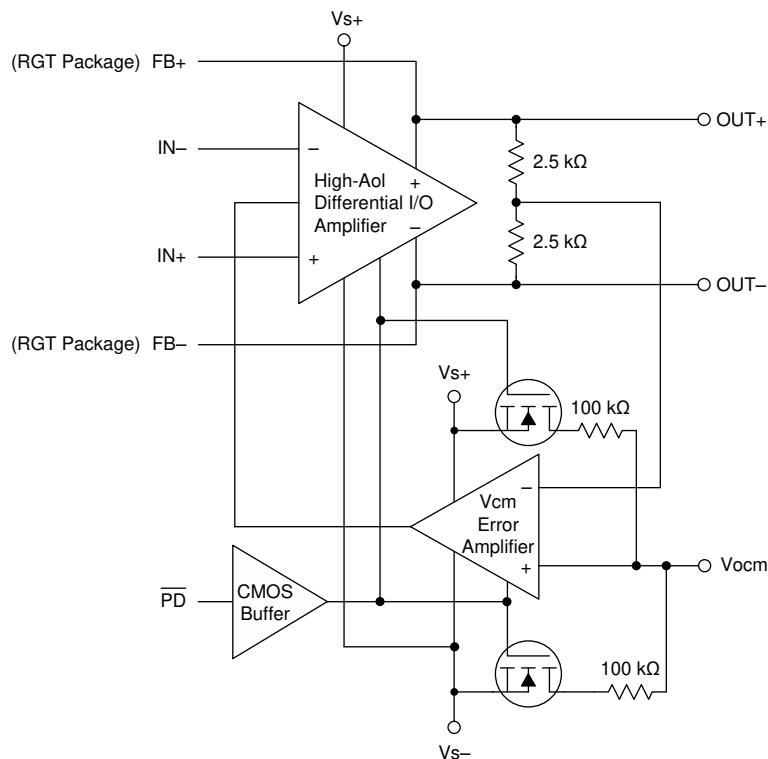 Vs+
(RGT Package) FB+
OUT+
IN–
–
2.5 kΩ
High-Aol
Differential I/O
Amplifier
+
–
2.5 kΩ
IN+
+
OUT–
(RGT Package) FB–
Vs+
100 kΩ
–
Vcm
Error
Amplifier
+
Vocm
PD
CMOS
Buffer
100 kΩ
Vs–